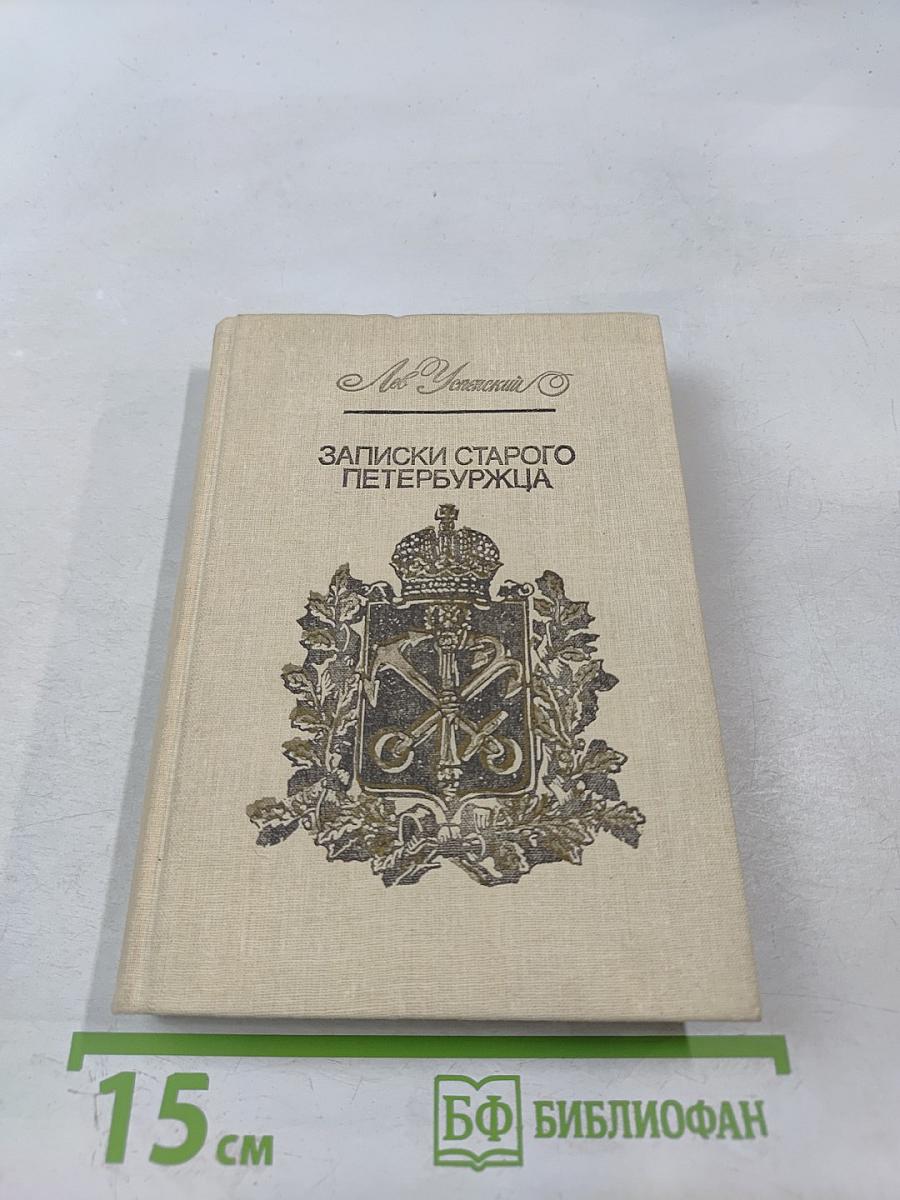 Лев Успенский
ЗАПИСКИ СТАРОГО
ПЕТЕРБУРЖЦА
15 см
БФ БИБЛИОФАН